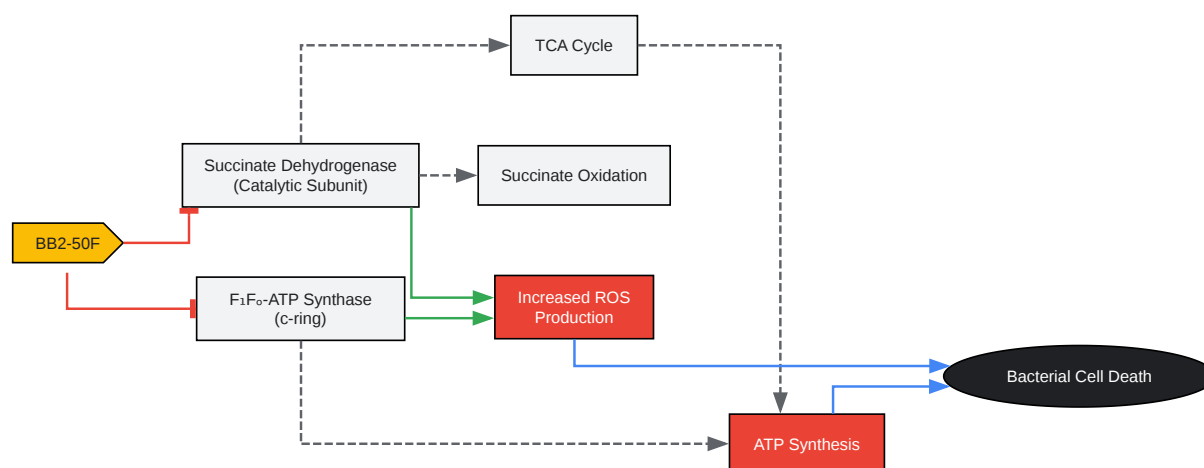 TCA Cycle
Succinate Dehydrogenase
(Catalytic Subunit)
Succinate Oxidation
BB2-50F
F₁Fₒ-ATP Synthase
(c-ring)
Increased ROS
Production
Bacterial Cell Death
ATP Synthesis